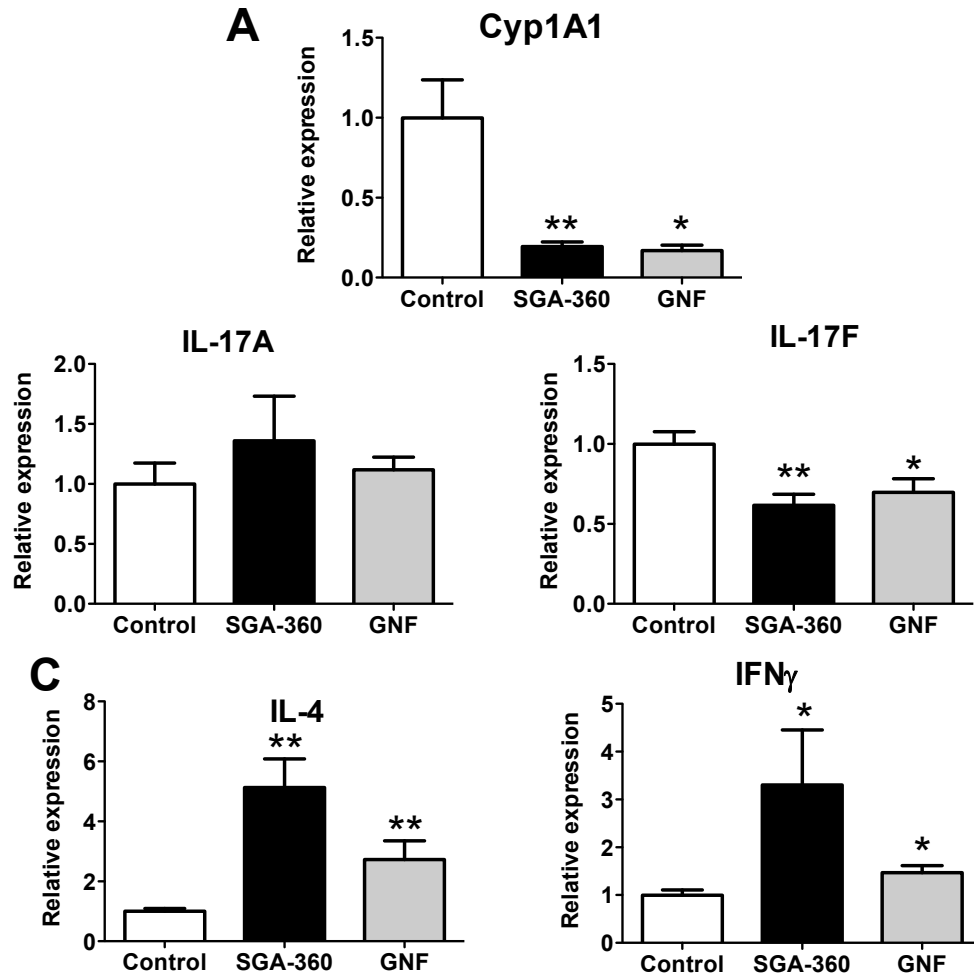 A
Cyp1A1
Relative expression
1.5
1.0
0.5
0.0
** *
Control SGA-360 GNF
IL-17A
Relative expression
2.0
1.5
1.0
0.5
0.0
Control SGA-360 GNF
IL-17F
Relative expression
1.5
1.0
0.5
0.0
** *
Control SGA-360 GNF
C
IL-4
Relative expression
8
6
4
2
0
** **
Control SGA-360 GNF
IFNγ
Relative expression
5
4
3
2
1
0
* *
Control SGA-360 GNF